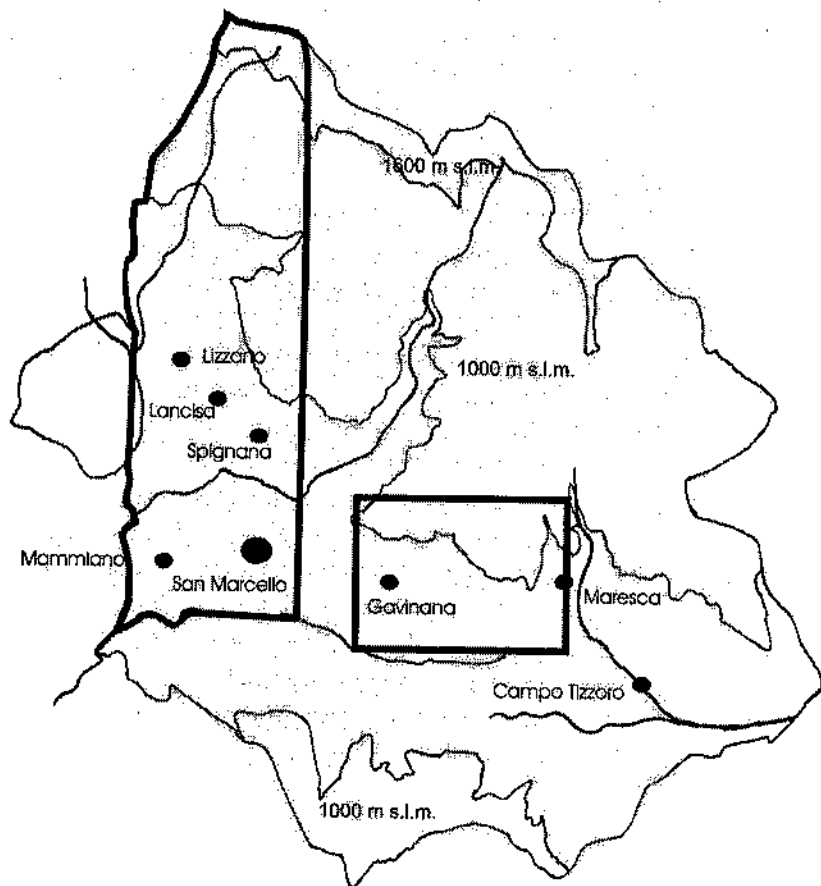 1600 m s.l.m.
Lizzano
1000 m s.l.m.
Lancisa
Spignana
Mammiano
San Marcello
Gavinana
Maresca
Campo Tizzoro
1000 m s.l.m.